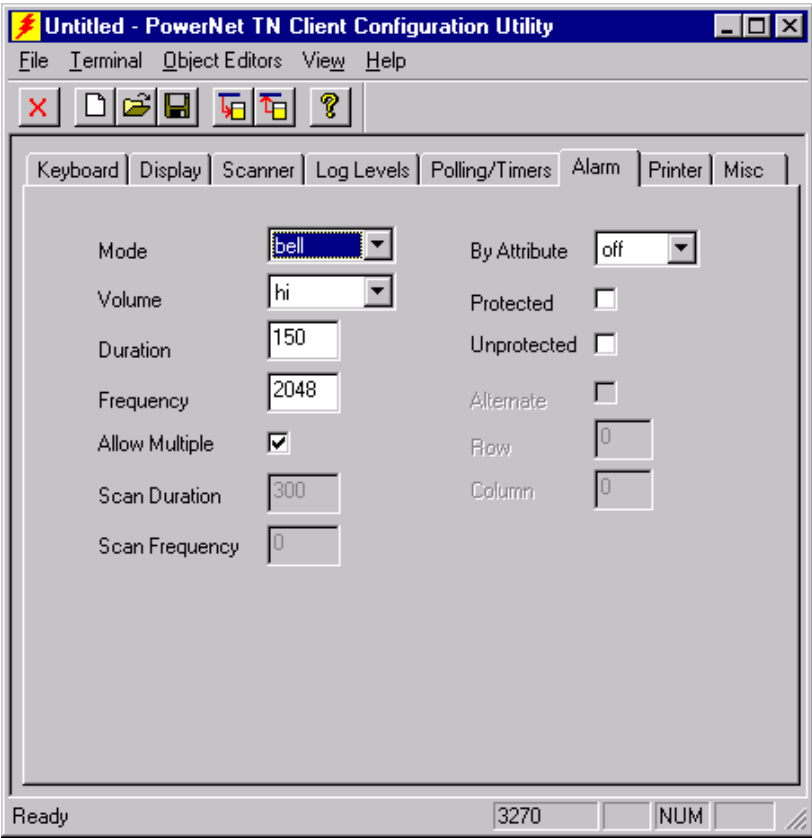 Untitled - PowerNet TN Client Configuration Utility
File Terminal Object Editors View Help
Keyboard Display Scanner Log Levels Polling/Timers Alarm Printer Misc
Mode bell By Attribute off
Volume hi Protected
Duration 150 Unprotected
Frequency 2048 Alternate
Allow Multiple Row 0
Scan Duration 300 Column 0
Scan Frequency 0
Ready 3270 NUM